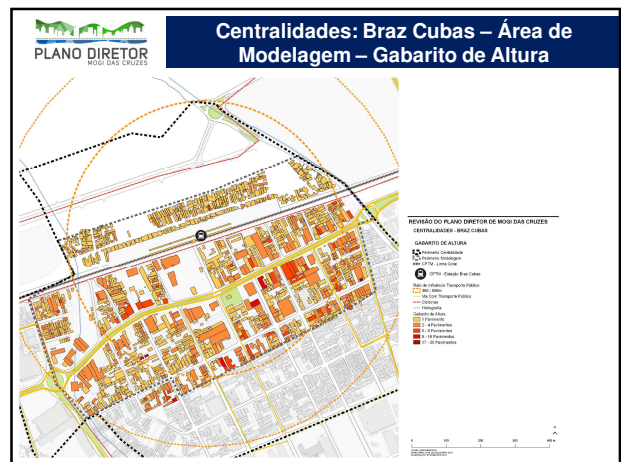 PLANO DIRETOR
MOGI DAS CRUZES
Centralidades: Braz Cubas – Área de
Modelagem – Gabarito de Altura
REVISÃO DO PLANO DIRETOR DE MOGI DAS CRUZES
CENTRALIDADES - BRAZ CUBAS
GABARITO DE ALTURA
Perímetro Centralidade
Perímetro Modelagem
CPTM - Linha Coral
CPTM - Estação Braz Cubas
Raio de Influência Transporte Público
Via Com Transporte Público
Ciclovias
Hidrografia
Gabarito de Altura
1 Pavimento
2 - 4 Pavimentos
5 - 8 Pavimentos
9 - 16 Pavimentos
17 - 30 Pavimentos
0 100 200 300 400 m